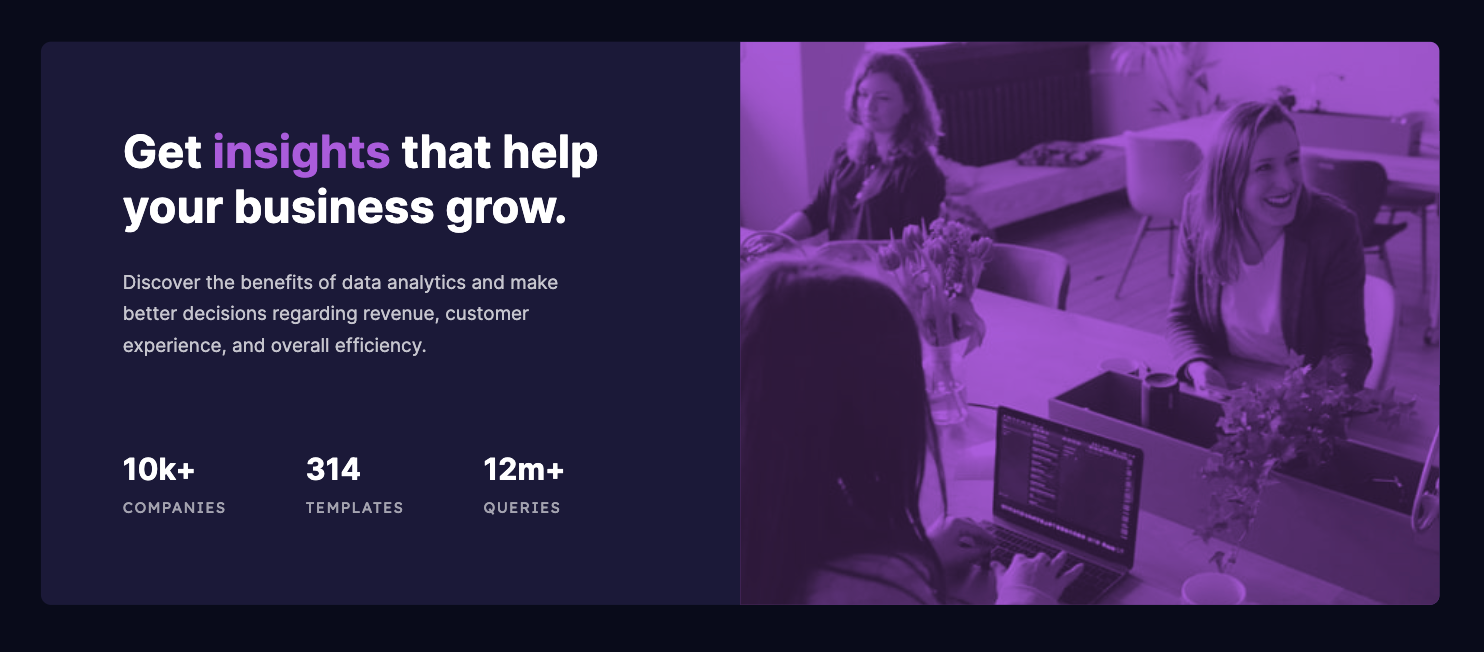 Get insights that help
your business grow.
Discover the benefits of data analytics and make
better decisions regarding revenue, customer
experience, and overall efficiency.
10k+ 314 12m+
COMPANIES TEMPLATES QUERIES